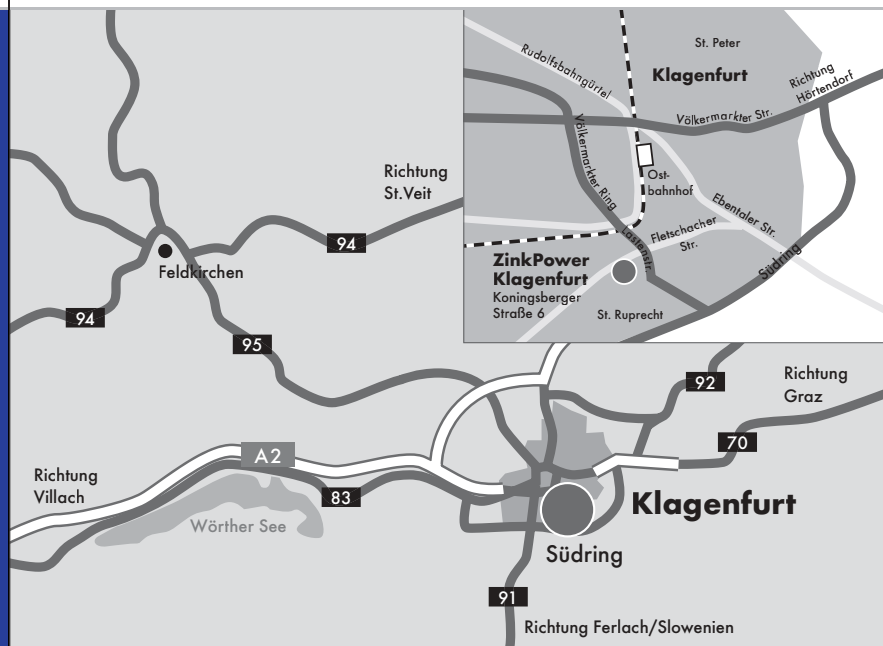 St. Peter
Rudolfsbahngürtel
Klagenfurt
Richtung
Hörtendorf
Völkermarkter Str.
Völkermarkter Ring
Ost-
bahnhof
Ebentaler Str.
Fletschacher
Str.
Lastenstr.
Südring
ZinkPower
Klagenfurt
Koningsberger
Straße 6
St. Ruprecht
Richtung
St.Veit
94
Feldkirchen
94
95
92
Richtung
Graz
70
A2
Richtung
Villach
83
Wörther See
Klagenfurt
Südring
91
Richtung Ferlach/Slowenien